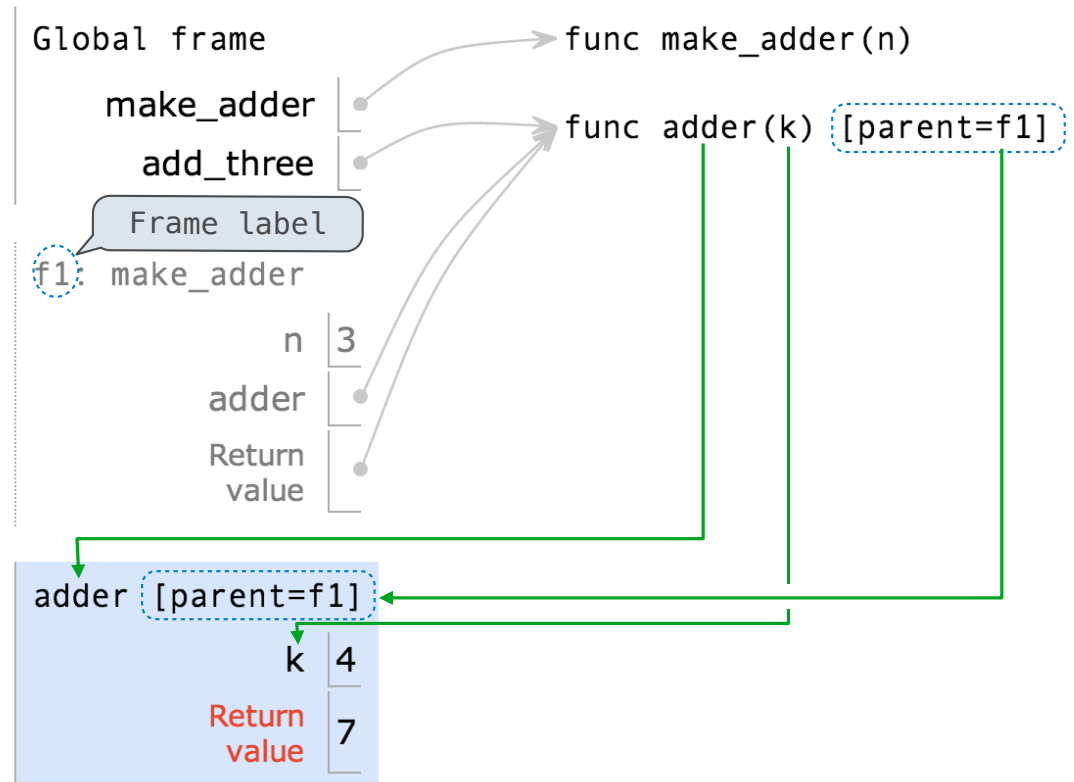 Global frame
func make_adder(n)
make_adder
func adder(k) [parent=f1]
add_three
Frame label
f1: make_adder
n 3
adder
Return
value
adder [parent=f1]
k 4
Return
value 7